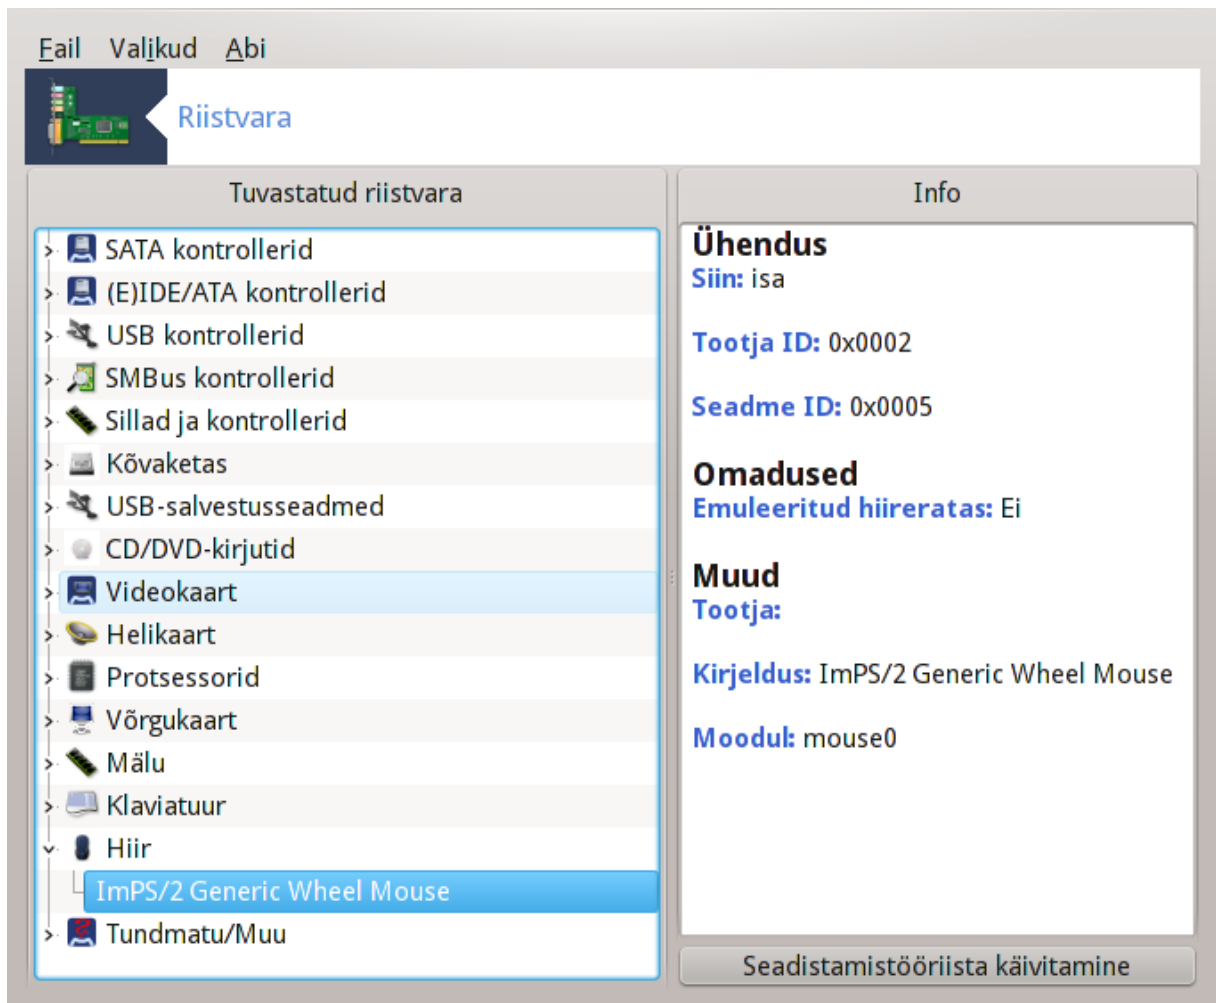 Fail Valikud Abi
Riistvara
Tuvastatud riistvara
SATA kontrollerid
(E)IDE/ATA kontrollerid
USB kontrollerid
SMBus kontrollerid
Sillad ja kontrollerid
Kõvaketas
USB-salvestusseadmed
CD/DVD-kirjutid
Videokaart
Helikaart
Protsessorid
Võrgukaart
Mälu
Klaviatuur
Hiir
ImPS/2 Generic Wheel Mouse
Tundmatu/Muu
Info
Ühendus
Siin: isa
Tootja ID: 0x0002
Seadme ID: 0x0005
Omadused
Emuleeritud hiireratas: Ei
Muud
Tootja:
Kirjeldus: ImPS/2 Generic Wheel Mouse
Moodul: mouse0
Seadistamistööriista käivitamine